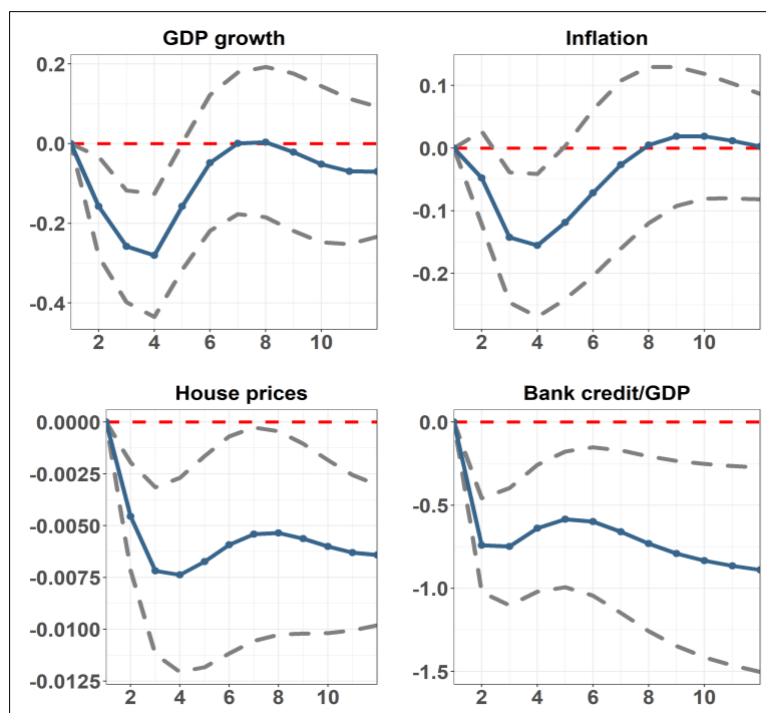 GDP growth
0.2
0.0
-0.2
-0.4
2 4 6 8 10
Inflation
0.1
0.0
-0.1
-0.2
2 4 6 8 10
House prices
0.0000
-0.0025
-0.0050
-0.0075
-0.0100
-0.0125
2 4 6 8 10
Bank credit/GDP
0.0
-0.5
-1.0
-1.5
2 4 6 8 10